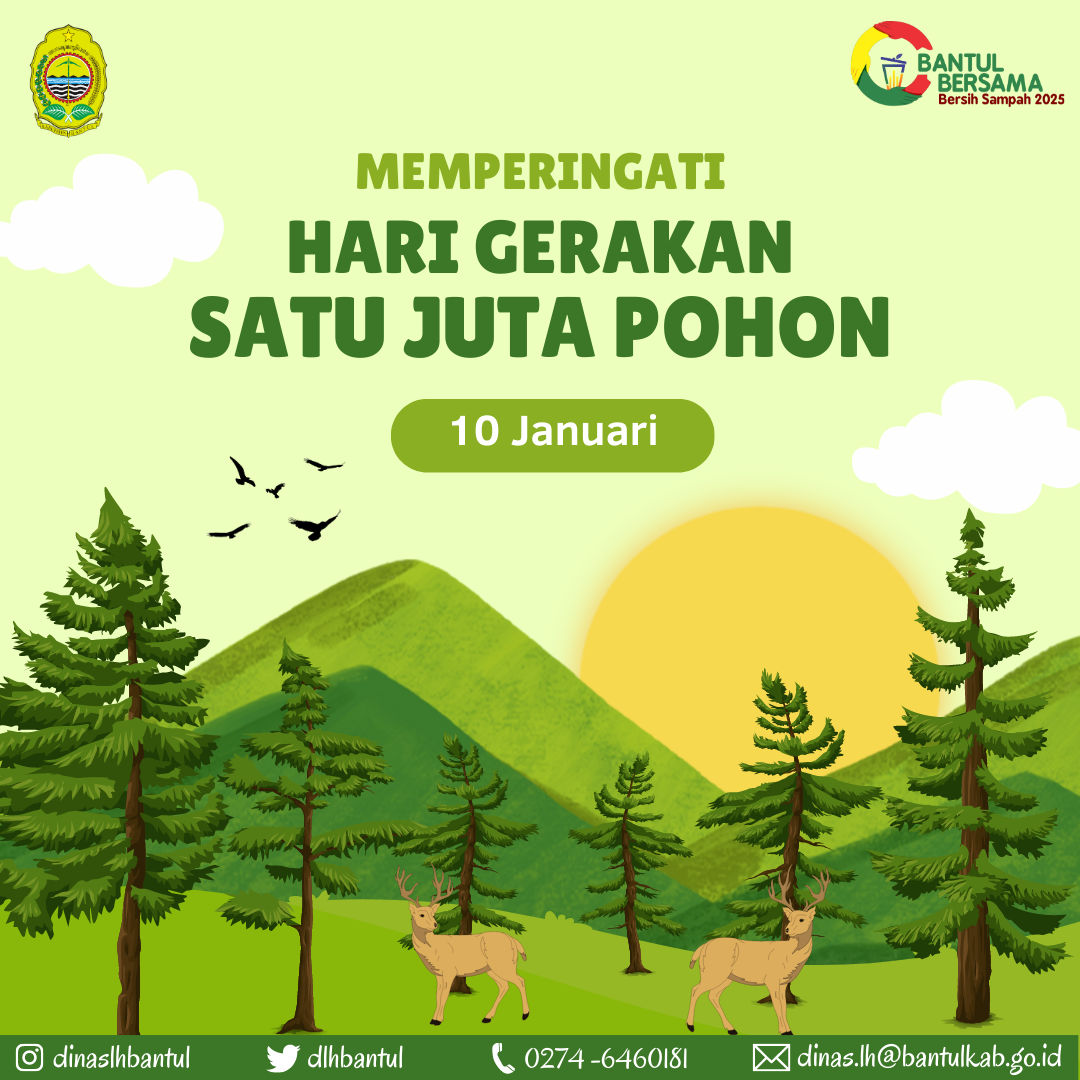 BANTUL
BERSAMA
Bersih Sampah 2025
MEMPERINGATI
HARI GERAKAN
SATU JUTA POHON
10 Januari
dinaslhbantul
dlhbantul
0274 -6460181
dinas.lh@bantulkab.go.id